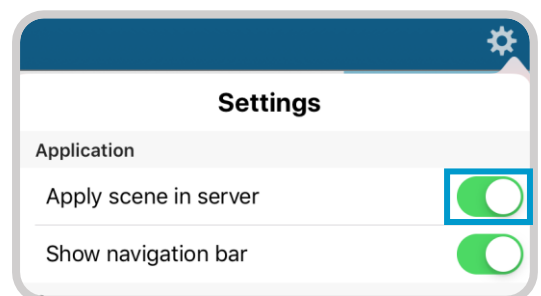 Settings
Application
Apply scene in server
Show navigation bar